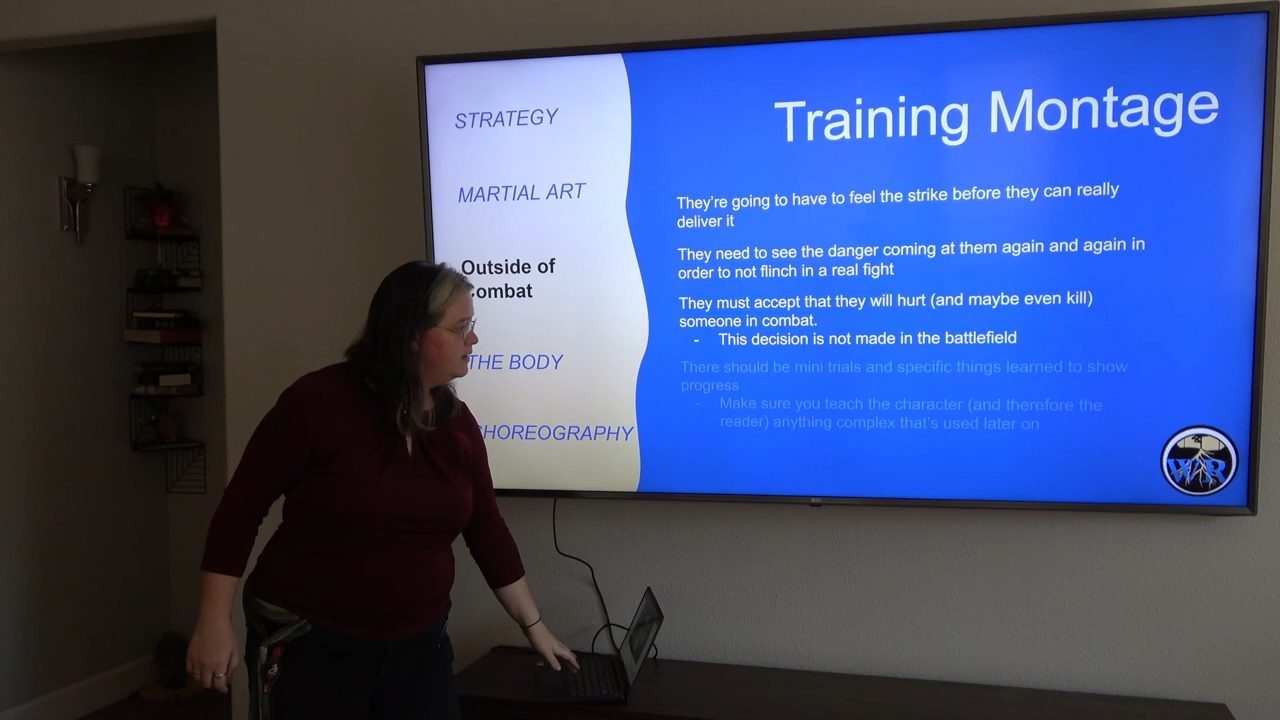 STRATEGY
MARTIAL ART
Outside of
ombat
THE BODY
CHOREOGRAPHY
Training Montage
They're going to have to feel the strike before they can really
deliver it
They need to see the danger coming at them again and again in
order to not flinch in a real fight
They must accept that they will hurt (and maybe even kill)
someone in combat.
- This decision is not made in the battlefield
There should be mini trials and specific things learned to show
progress
- Make sure you teach the character (and therefore the
reader) anything complex that's used later on
WR